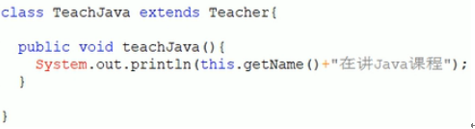 class TeachJava extends Teacher{
public void teachJava(){
System.out.println(this.getName()+"在讲Java课程");
}
}